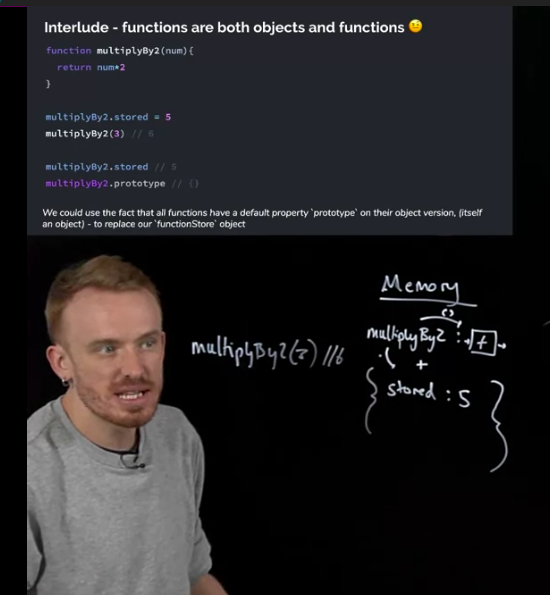 Interlude - functions are both objects and functions 😐
function multiplyBy2(num){
return num*2
}
multiplyBy2.stored = 5
multiplyBy2(3) // 6
multiplyBy2.stored // 5
multiplyBy2.prototype // {}
We could use the fact that all functions have a default property `prototype` on their object version, (itself
an object) - to replace our `functionStore` object
Memory
()
multiplyBy2 : f
+
{ stored : 5 }
multiplyBy2(3) //6